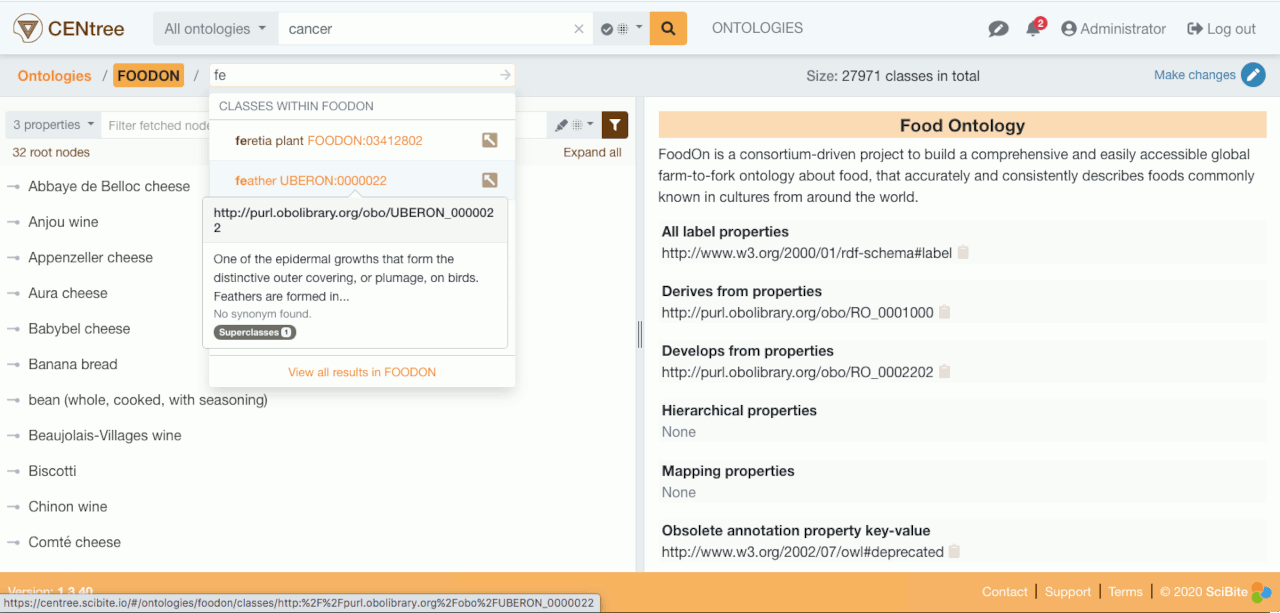 CENtree
All ontologies
cancer
ONTOLOGIES
2
Administrator
Log out
Ontologies / FOODON /
fe
Size: 27971 classes in total
Make changes
CLASSES WITHIN FOODON
feretia plant FOODON:03412802
feather UBERON:0000022
http://purl.obolibrary.org/obo/UBERON_000002
2
One of the epidermal growths that form the
distinctive outer covering, or plumage, on birds.
Feathers are formed in...
No synonym found.
Superclasses 1
View all results in FOODON
3 properties
Filter fetched node
32 root nodes
Expand all
Abbaye de Belloc cheese
Anjou wine
Appenzeller cheese
Aura cheese
Babybel cheese
Banana bread
bean (whole, cooked, with seasoning)
Beaujolais-Villages wine
Biscotti
Chinon wine
Comté cheese
Food Ontology
FoodOn is a consortium-driven project to build a comprehensive and easily accessible global
farm-to-fork ontology about food, that accurately and consistently describes foods commonly
known in cultures from around the world.
All label properties
http://www.w3.org/2000/01/rdf-schema#label
Derives from properties
http://purl.obolibrary.org/obo/RO_0001000
Develops from properties
http://purl.obolibrary.org/obo/RO_0002202
Hierarchical properties
None
Mapping properties
None
Obsolete annotation property key-value
http://www.w3.org/2002/07/owl#deprecated
Version: 1.3.40
Contact | Support | Terms | © 2020 SciBite
https://centree.scibite.io/#/ontologies/foodon/classes/http:%2F%2Fpurl.obolibrary.org%2Fobo%2FUBERON_0000022